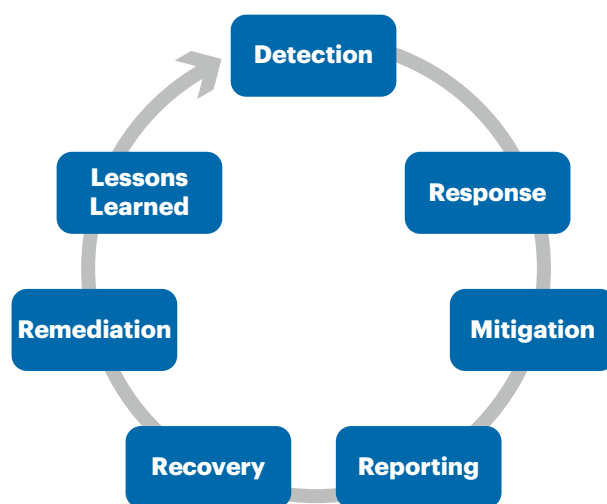 Detection
Response
Mitigation
Reporting
Recovery
Remediation
Lessons
Learned